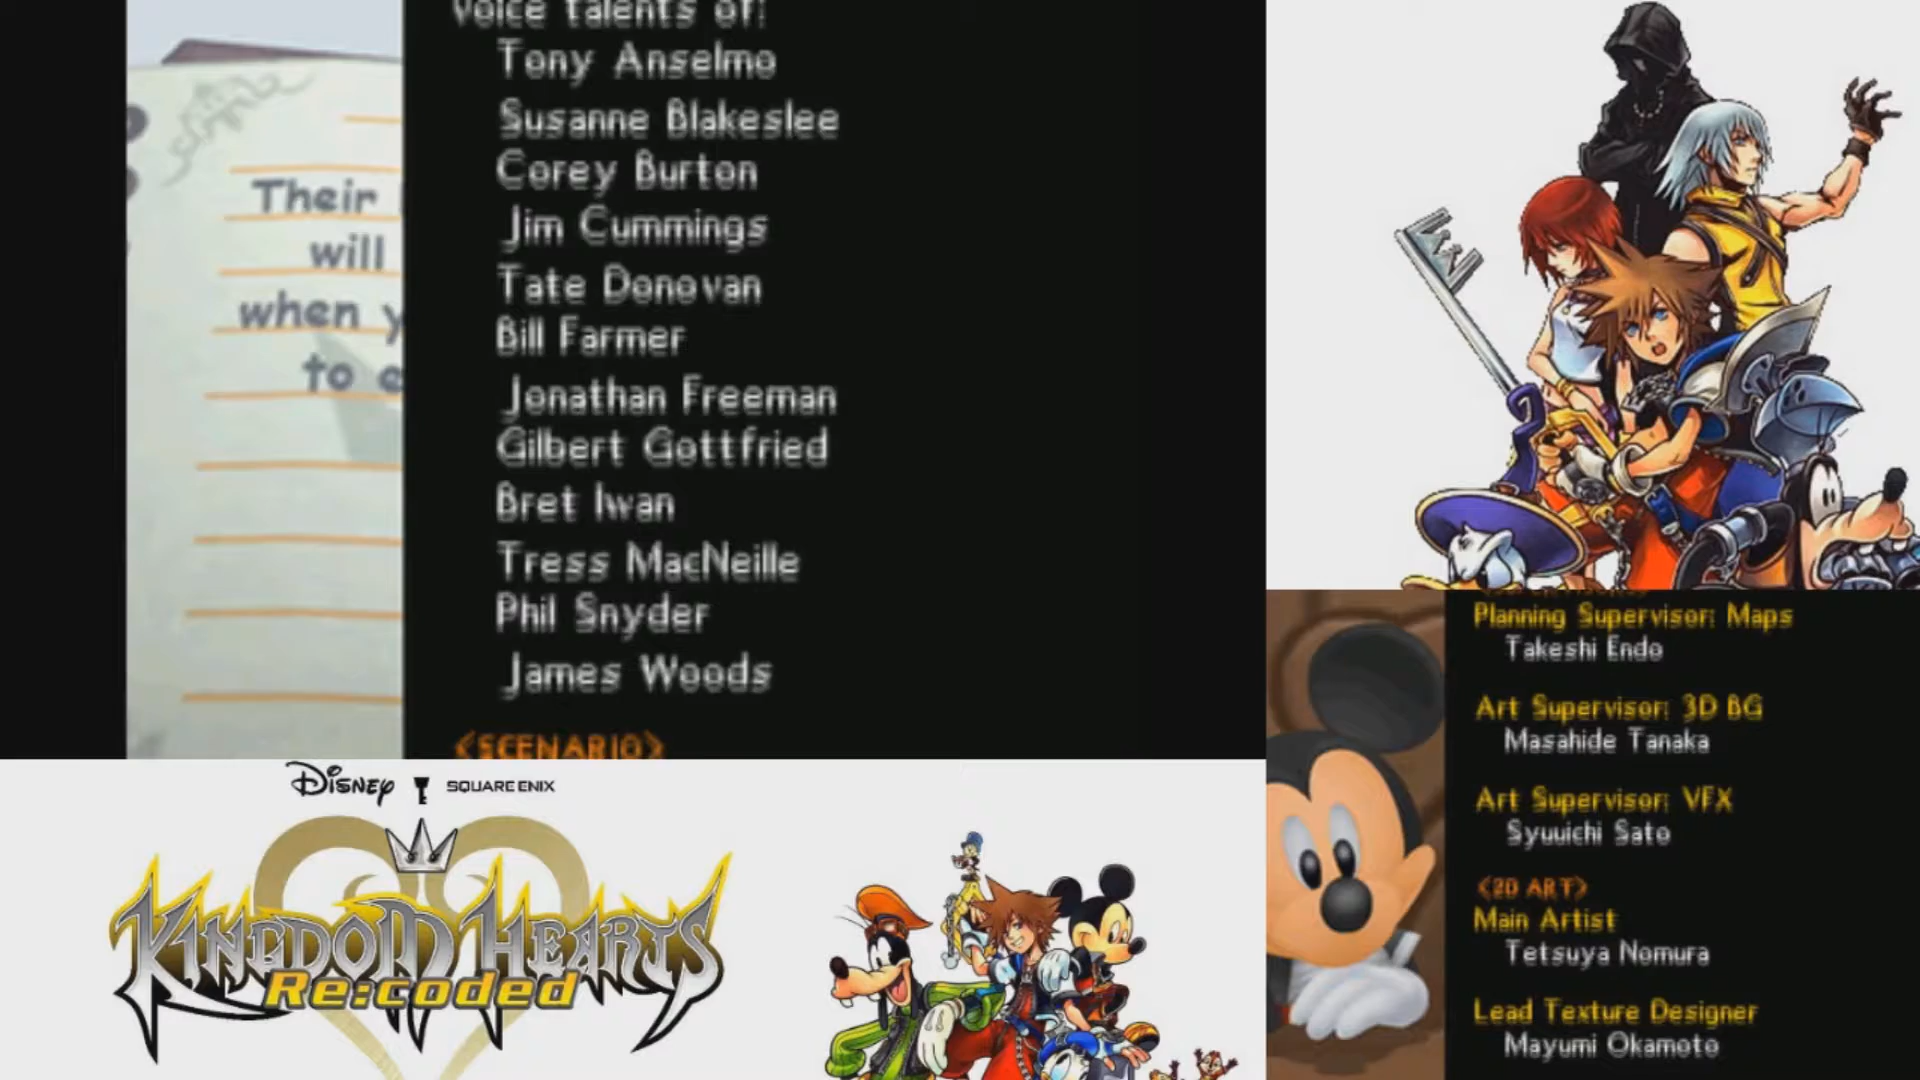 Voice talents of:
Tony Anselmo
Susanne Blakeslee
Corey Burton
Jim Cummings
Tate Donovan
Bill Farmer
Jonathan Freeman
Gilbert Gottfried
Bret Iwan
Tress MacNeille
Phil Snyder
James Woods
<SCENARIO>
Their
will
when y
to e
Planning Supervisor: Maps
Takeshi Endo
Art Supervisor: 3D BG
Masahide Tanaka
Art Supervisor: VFX
Syuuichi Sato
<2D ART>
Main Artist
Tetsuya Nomura
Lead Texture Designer
Mayumi Okamoto
Disney SQUARE ENIX
KINGDOM HEARTS
Re:coded